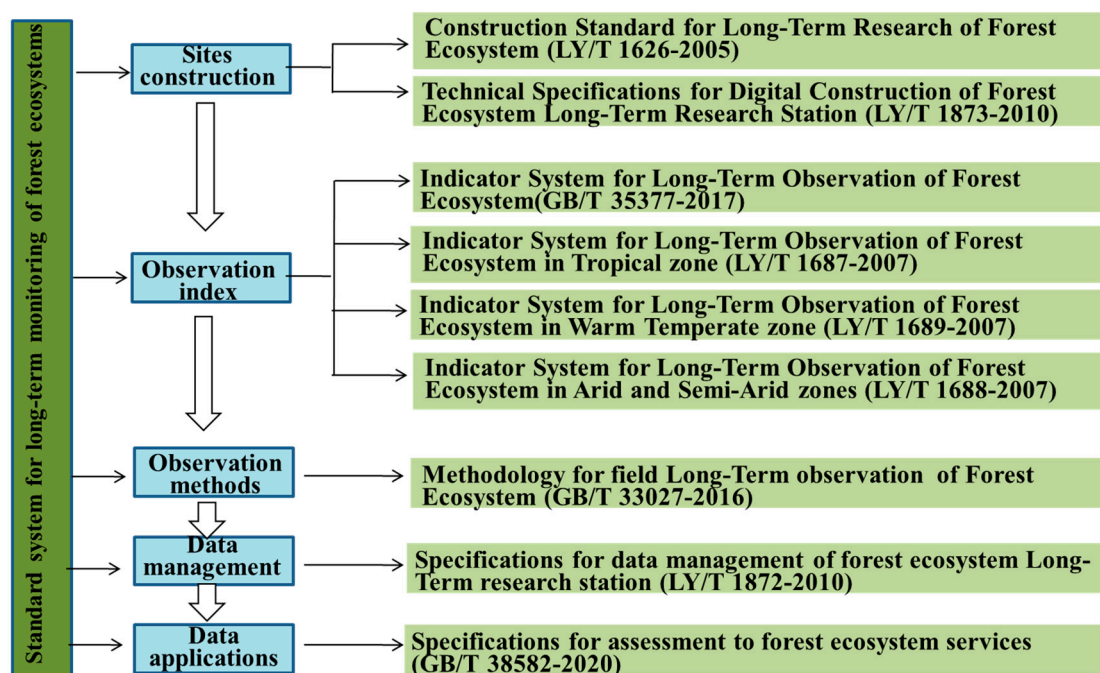 Standard system for long-term monitoring of forest ecosystems
Sites
construction
Construction Standard for Long-Term Research of Forest
Ecosystem (LY/T 1626-2005)
Technical Specifications for Digital Construction of Forest
Ecosystem Long-Term Research Station (LY/T 1873-2010)
Observation
index
Indicator System for Long-Term Observation of Forest
Ecosystem(GB/T 35377-2017)
Indicator System for Long-Term Observation of Forest
Ecosystem in Tropical zone (LY/T 1687-2007)
Indicator System for Long-Term Observation of Forest
Ecosystem in Warm Temperate zone (LY/T 1689-2007)
Indicator System for Long-Term Observation of Forest
Ecosystem in Arid and Semi-Arid zones (LY/T 1688-2007)
Observation
methods
Methodology for field Long-Term observation of Forest
Ecosystem (GB/T 33027-2016)
Data
management
Specifications for data management of forest ecosystem Long-
Term research station (LY/T 1872-2010)
Data
applications
Specifications for assessment to forest ecosystem services
(GB/T 38582-2020)